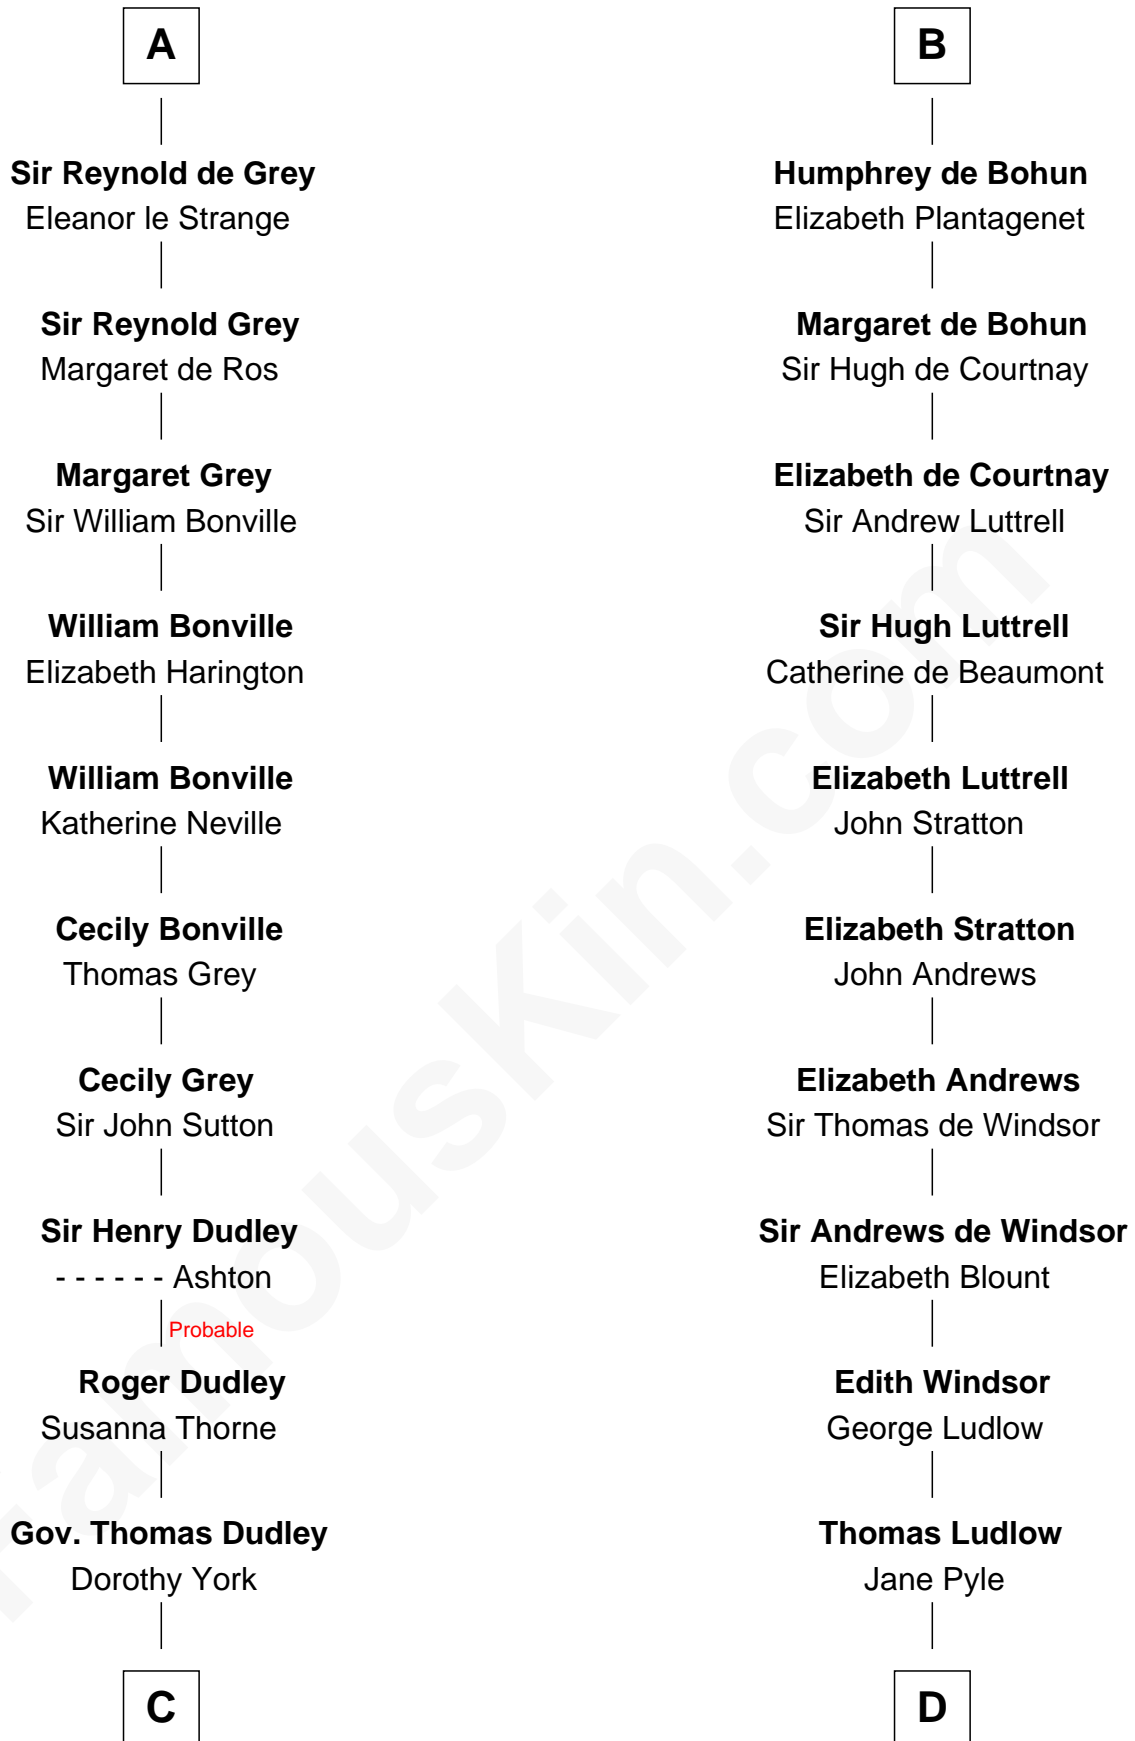 A
Sir Reynold de Grey
Eleanor le Strange
Sir Reynold Grey
Margaret de Ros
Margaret Grey
Sir William Bonville
William Bonville
Elizabeth Harington
William Bonville
Katherine Neville
Cecily Bonville
Thomas Grey
Cecily Grey
Sir John Sutton
Sir Henry Dudley
- - - - - - Ashton
Probable
Roger Dudley
Susanna Thorne
Gov. Thomas Dudley
Dorothy York
C
B
Humphrey de Bohun
Elizabeth Plantagenet
Margaret de Bohun
Sir Hugh de Courtnay
Elizabeth de Courtnay
Sir Andrew Luttrell
Sir Hugh Luttrell
Catherine de Beaumont
Elizabeth Luttrell
John Stratton
Elizabeth Stratton
John Andrews
Elizabeth Andrews
Sir Thomas de Windsor
Sir Andrews de Windsor
Elizabeth Blount
Edith Windsor
George Ludlow
Thomas Ludlow
Jane Pyle
D
FamousKin.com